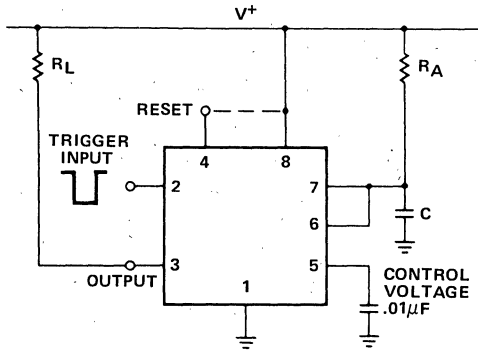 V+
RL
RA
RESET
TRIGGER
INPUT
4
8
2
7
6
C
3
5
OUTPUT
1
CONTROL
VOLTAGE
.01μF